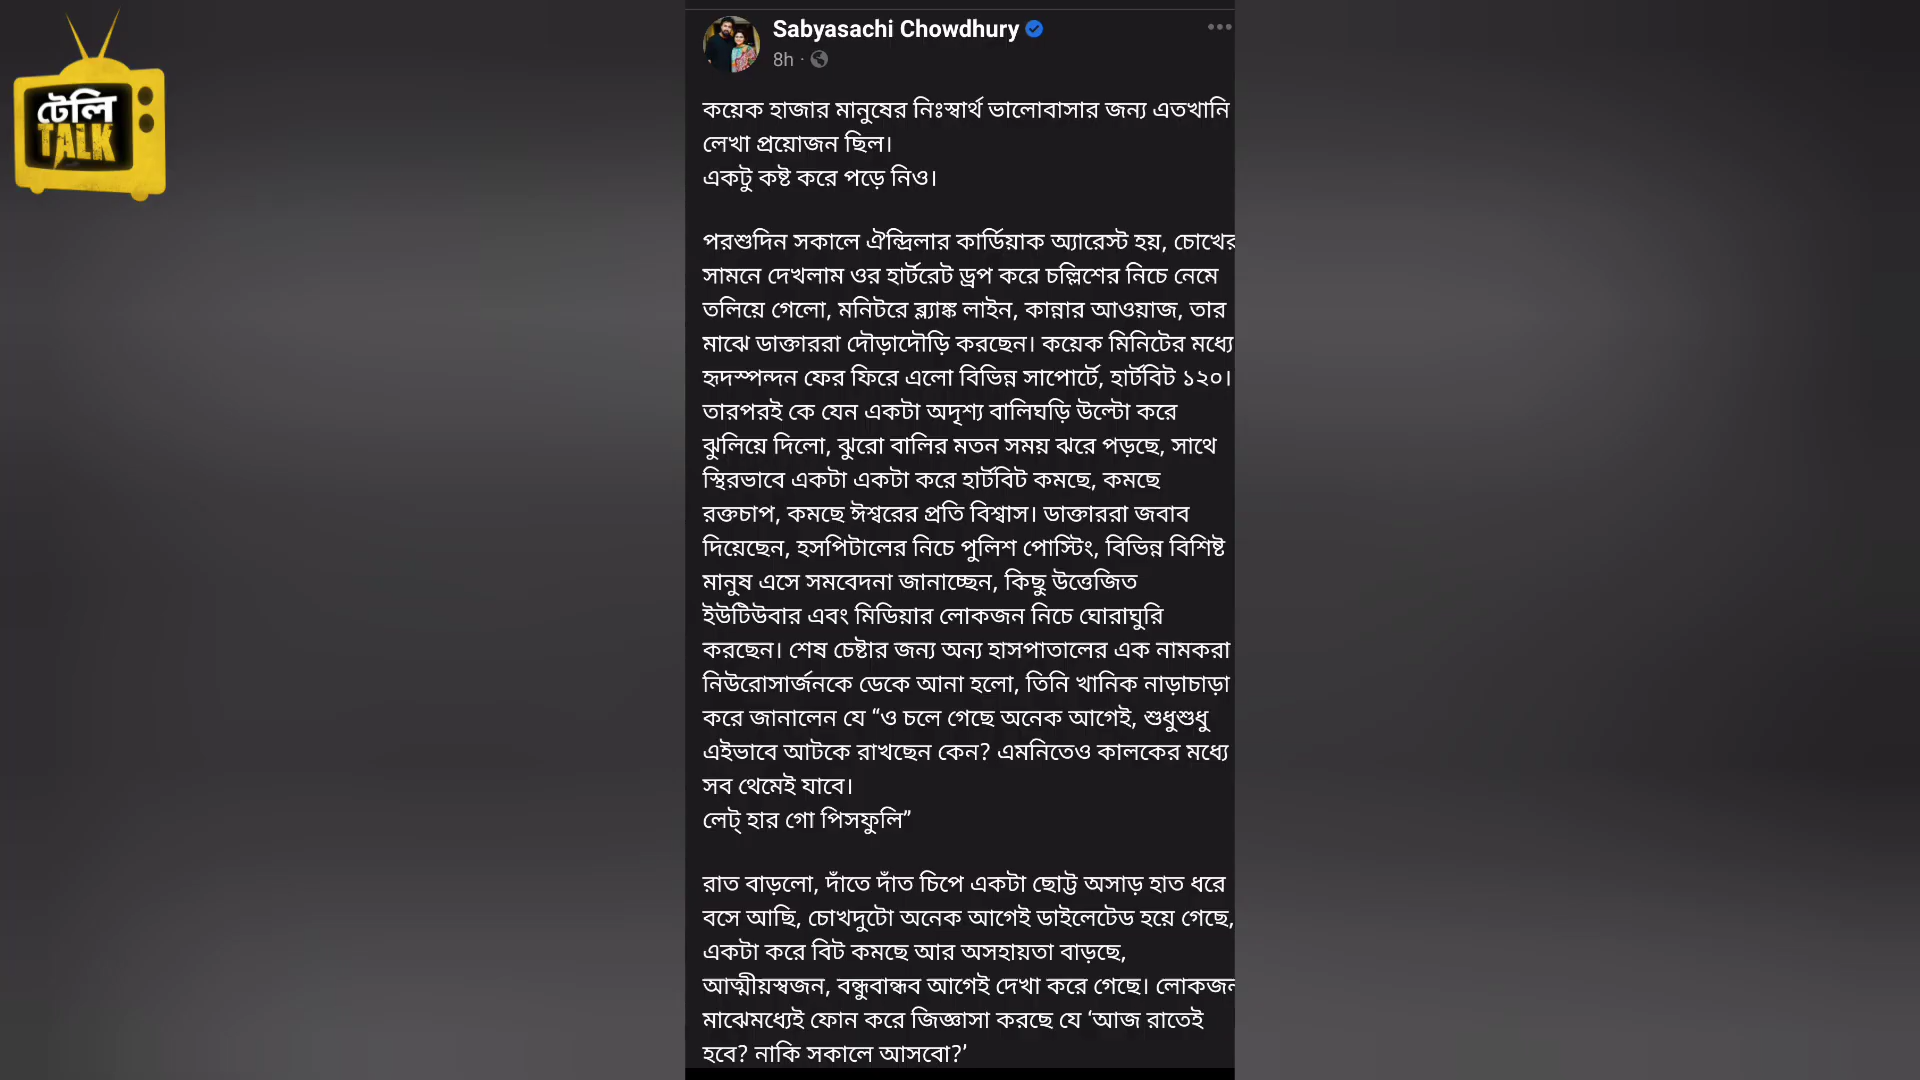 টেলি
TALK
Sabyasachi Chowdhury
8h ·
কয়েক হাজার মানুষের নিঃস্বার্থ ভালোবাসার জন্য এতখানি
লেখা প্রয়োজন ছিল।
একটু কষ্ট করে পড়ে নিও।
পরশুদিন সকালে ঐন্দ্রিলার কার্ডিয়াক অ্যারেস্ট হয়, চোখের
সামনে দেখলাম ওর হার্টরেট ড্রপ করে চল্লিশের নিচে নেমে
তলিয়ে গেলো, মনিটরে ব্ল্যাঙ্ক লাইন, কান্নার আওয়াজ, তার
মাঝে ডাক্তাররা দৌড়াদৌড়ি করছেন। কয়েক মিনিটের মধ্যে
হৃদস্পন্দন ফের ফিরে এলো বিভিন্ন সাপোর্টে, হার্টবিট ১২০।
তারপরই কে যেন একটা অদৃশ্য বালিঘড়ি উল্টো করে
ঝুলিয়ে দিলো, ঝুরো বালির মতন সময় ঝরে পড়ছে, সাথে
স্থিরভাবে একটা একটা করে হার্টবিট কমছে, কমছে
রক্তচাপ, কমছে ঈশ্বরের প্রতি বিশ্বাস। ডাক্তাররা জবাব
দিয়েছেন, হসপিটালের নিচে পুলিশ পোস্টিং, বিভিন্ন বিশিষ্ট
মানুষ এসে সমবেদনা জানাচ্ছেন, কিছু উত্তেজিত
ইউটিউবার এবং মিডিয়ার লোকজন নিচে ঘোরাঘুরি
করছেন। শেষ চেষ্টার জন্য অন্য হাসপাতালের এক নামকরা
নিউরোসার্জনকে ডেকে আনা হলো, তিনি খানিক নাড়াচাড়া
করে জানালেন যে “ও চলে গেছে অনেক আগেই, শুধুশুধু
এইভাবে আটকে রাখছেন কেন? এমনিতেও কালকের মধ্যে
সব থেমেই যাবে।
লেট্ হার গো পিসফুলি”
রাত বাড়লো, দাঁতে দাঁত চিপে একটা ছোট্ট অসাড় হাত ধরে
বসে আছি, চোখদুটো অনেক আগেই ডাইলেটেড হয়ে গেছে,
একটা করে বিট কমছে আর অসহায়তা বাড়ছে,
আত্মীয়স্বজন, বন্ধুবান্ধব আগেই দেখা করে গেছে। লোকজন
মাঝেমধ্যেই ফোন করে জিজ্ঞাসা করছে যে ‘আজ রাতেই
হবে? নাকি সকালে আসবো?’